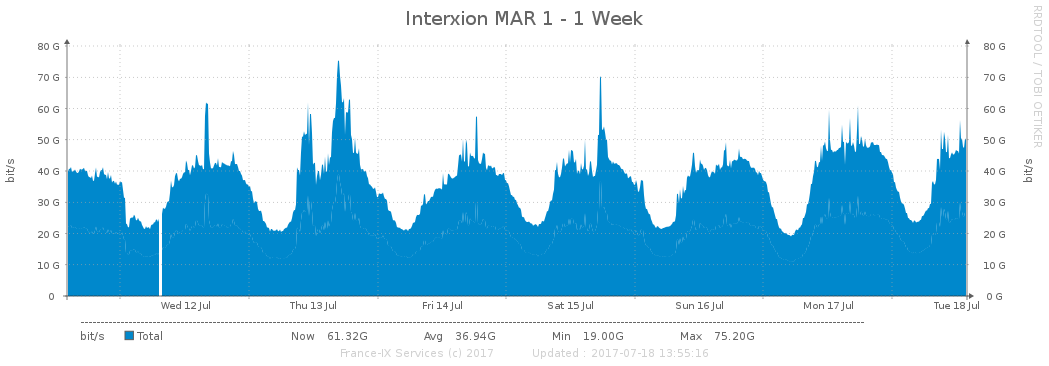 Interxion MAR 1 - 1 Week
RRDTOOL / TOBI OETIKER
bit/s
80 G 80 G
70 G 70 G
60 G 60 G
50 G 50 G
40 G 40 G
30 G 30 G
20 G 20 G
10 G 10 G
0 0 G
bit/s
Wed 12 Jul Thu 13 Jul Fri 14 Jul Sat 15 Jul Sun 16 Jul Mon 17 Jul Tue 18 Jul
bit/s Total Now 61.32G Avg 36.94G Min 19.00G Max 75.20G
France-IX Services (c) 2017 Updated : 2017-07-18 13:55:16